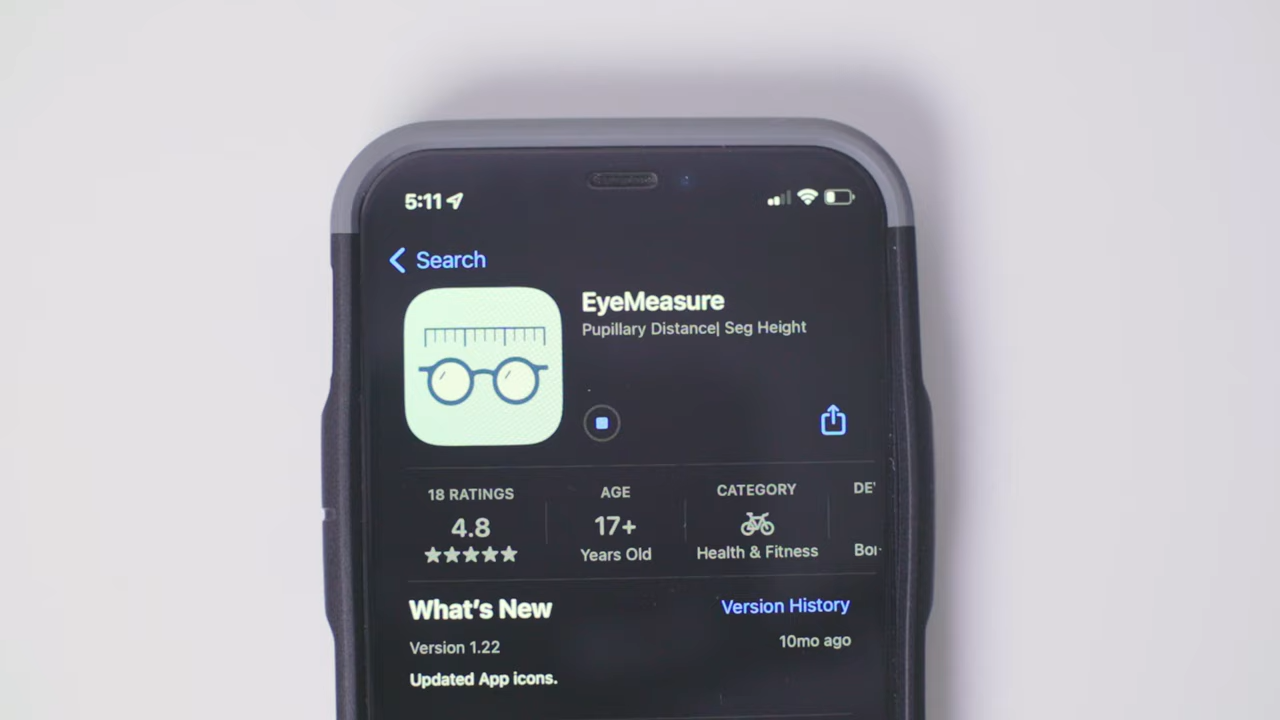 5:11
Search
EyeMeasure
Pupillary Distance| Seg Height
18 RATINGS
AGE
CATEGORY
4.8
17+
Years Old
Health & Fitness
What's New
Version History
Version 1.22
10mo ago
Updated App icons.